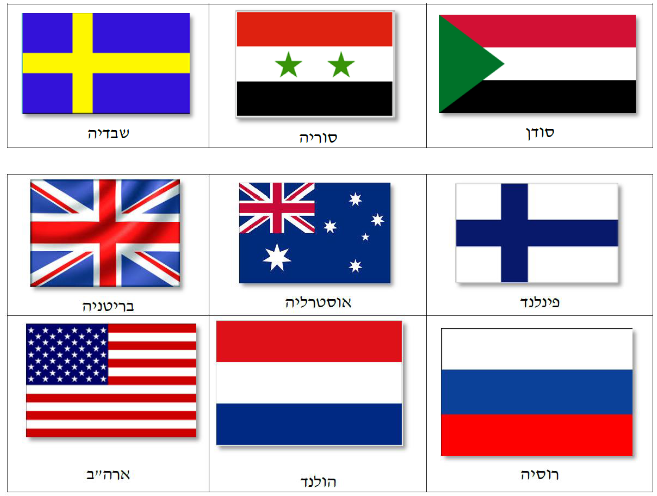 סודן
סוריה
שבדיה
פינלנד
אוסטרליה
בריטניה
רוסיה
הולנד
ארה״ב